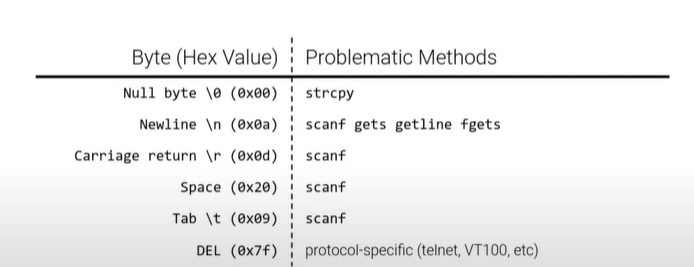 Byte (Hex Value) Problematic Methods
Null byte \0 (0x00) strcpy
Newline \n (0x0a) scanf gets getline fgets
Carriage return \r (0x0d) scanf
Space (0x20) scanf
Tab \t (0x09) scanf
DEL (0x7f) protocol-specific (telnet, VT100, etc)